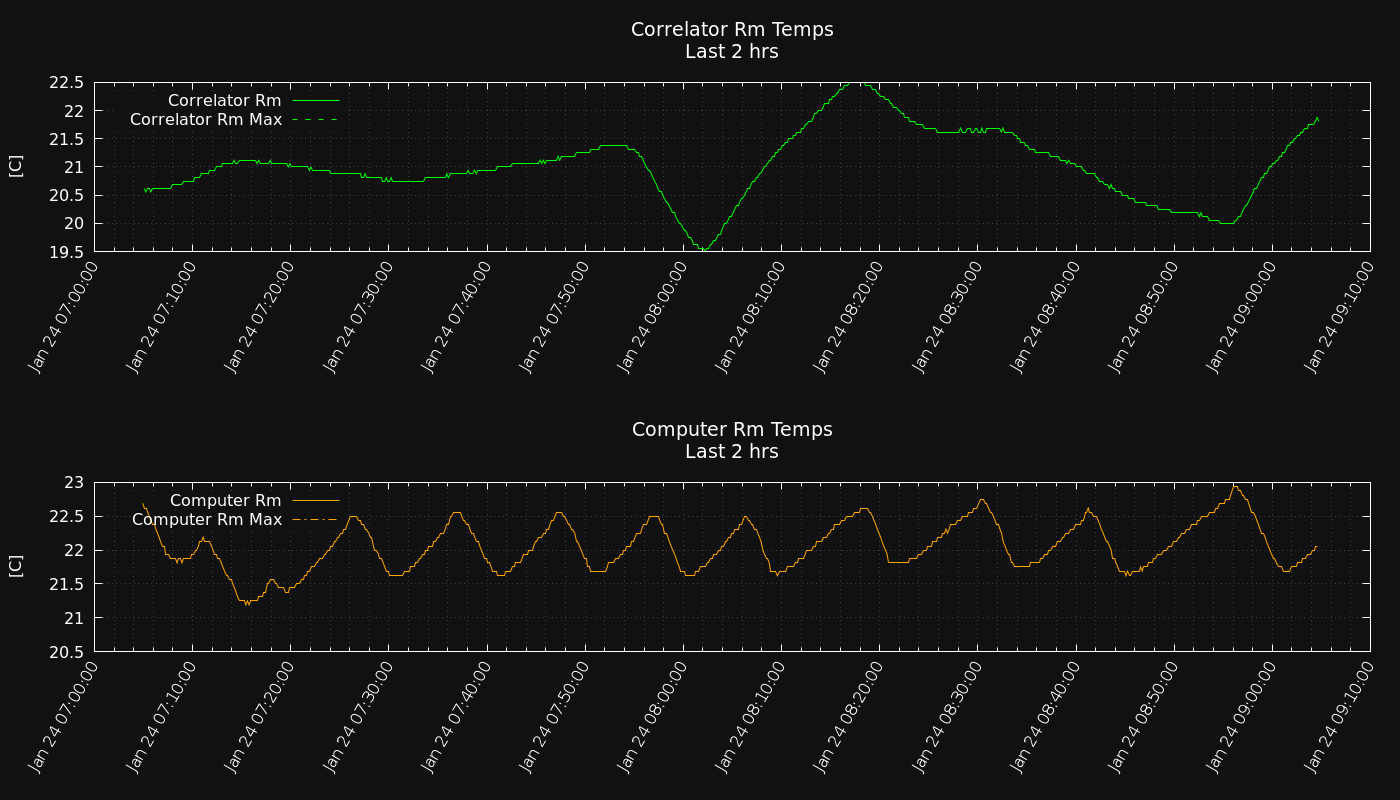 Correlator Rm Temps
Last 2 hrs
22.5
22
21.5
21
20.5
20
19.5
[C]
Correlator Rm
Correlator Rm Max
Jan 24 07:00:00
Jan 24 07:10:00
Jan 24 07:20:00
Jan 24 07:30:00
Jan 24 07:40:00
Jan 24 07:50:00
Jan 24 08:00:00
Jan 24 08:10:00
Jan 24 08:20:00
Jan 24 08:30:00
Jan 24 08:40:00
Jan 24 08:50:00
Jan 24 09:00:00
Jan 24 09:10:00
Computer Rm Temps
Last 2 hrs
23
22.5
22
21.5
21
20.5
[C]
Computer Rm
Computer Rm Max
Jan 24 07:00:00
Jan 24 07:10:00
Jan 24 07:20:00
Jan 24 07:30:00
Jan 24 07:40:00
Jan 24 07:50:00
Jan 24 08:00:00
Jan 24 08:10:00
Jan 24 08:20:00
Jan 24 08:30:00
Jan 24 08:40:00
Jan 24 08:50:00
Jan 24 09:00:00
Jan 24 09:10:00